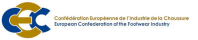 Confédération Européenne de l'Industrie de la Chaussure
European Confederation of the Footwear Industry